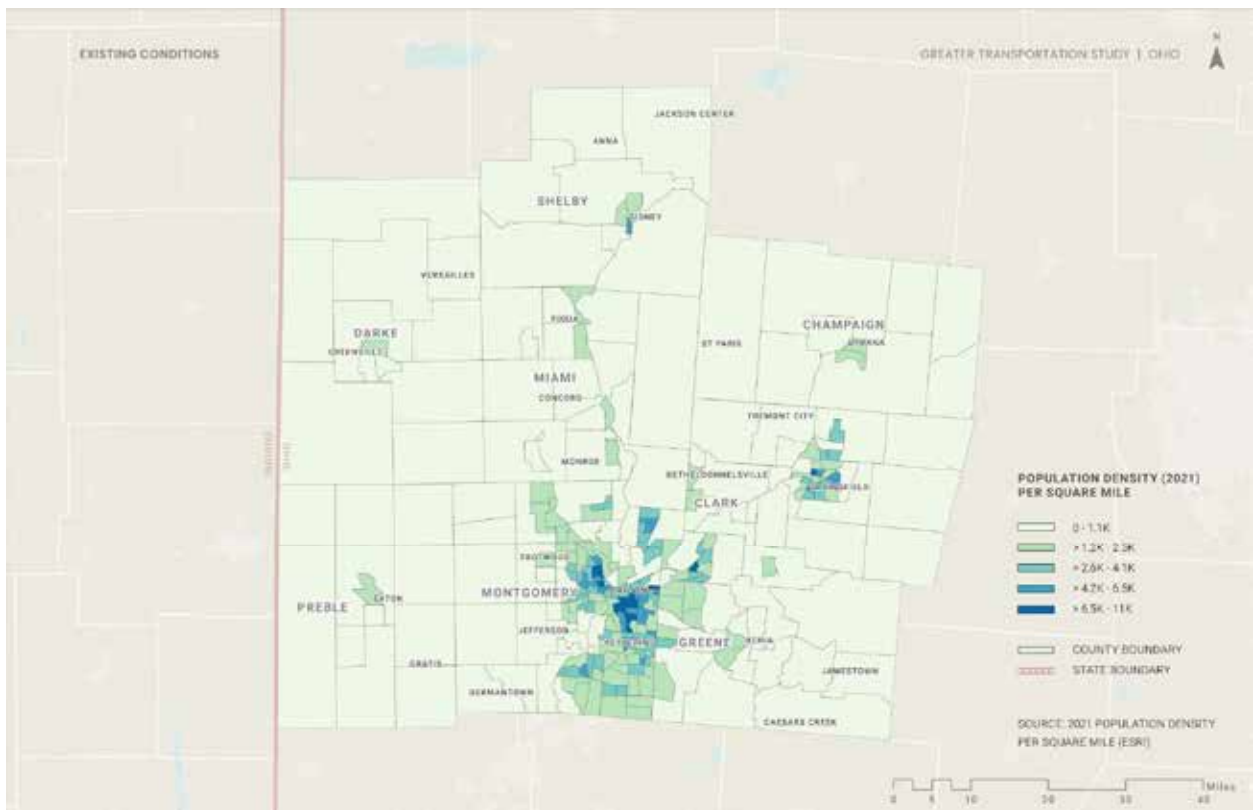 EXISTING CONDITIONS
GREATER TRANSPORTATION STUDY | OHIO
N
JACKSON CENTER
ANNA
SHELBY
SIDNEY
VERSAILLES
PIQUA
DARKE
GREENVILLE
CHAMPAIGN
URBANA
ST PARIS
MIAMI
CONCORD
TREMONT CITY
MONROE
BETHEL
DONNELSVILLE
SPRINGFIELD
CLARK
TROTWOOD
MONTGOMERY
DAYTON
PREBLE
EATON
JEFFERSON
KETTERING
GREENE
XENIA
GRATIS
JAMESTOWN
GERMANTOWN
CAESARS CREEK
POPULATION DENSITY (2021)
PER SQUARE MILE
0 - 1.1K
> 1.2K - 2.3K
> 2.6K - 4.1K
> 4.2K - 6.5K
> 6.5K - 11K
COUNTY BOUNDARY
STATE BOUNDARY
SOURCE: 2021 POPULATION DENSITY
PER SQUARE MILE (ESRI)
Miles
0 5 10 20 30 40